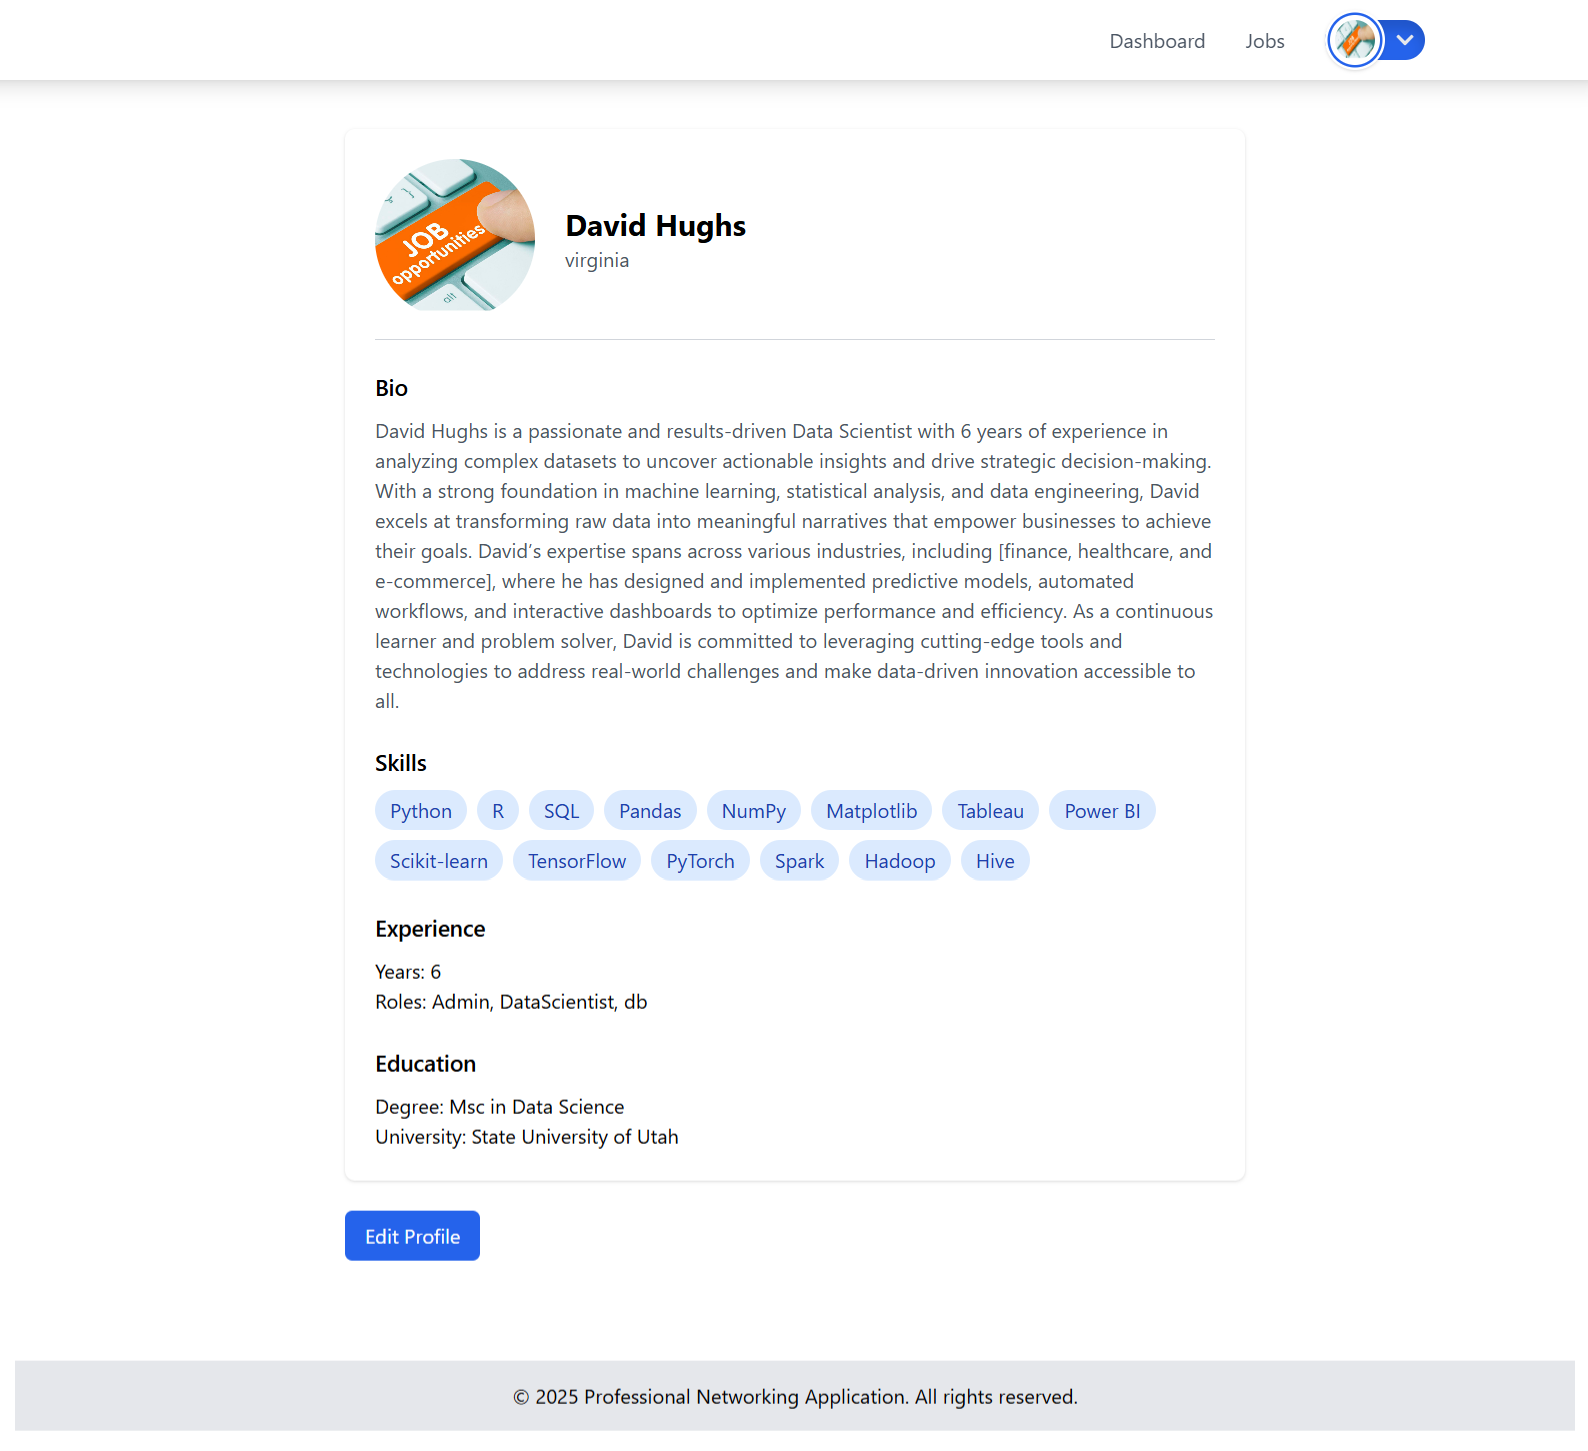 Dashboard Jobs
JOB
opportunities
alt
David Hughs
virginia
Bio
David Hughs is a passionate and results-driven Data Scientist with 6 years of experience in
analyzing complex datasets to uncover actionable insights and drive strategic decision-making.
With a strong foundation in machine learning, statistical analysis, and data engineering, David
excels at transforming raw data into meaningful narratives that empower businesses to achieve
their goals. David’s expertise spans across various industries, including [finance, healthcare, and
e-commerce], where he has designed and implemented predictive models, automated
workflows, and interactive dashboards to optimize performance and efficiency. As a continuous
learner and problem solver, David is committed to leveraging cutting-edge tools and
technologies to address real-world challenges and make data-driven innovation accessible to
all.
Skills
Python R SQL Pandas NumPy Matplotlib Tableau Power BI
Scikit-learn TensorFlow PyTorch Spark Hadoop Hive
Experience
Years: 6
Roles: Admin, DataScientist, db
Education
Degree: Msc in Data Science
University: State University of Utah
Edit Profile
© 2025 Professional Networking Application. All rights reserved.